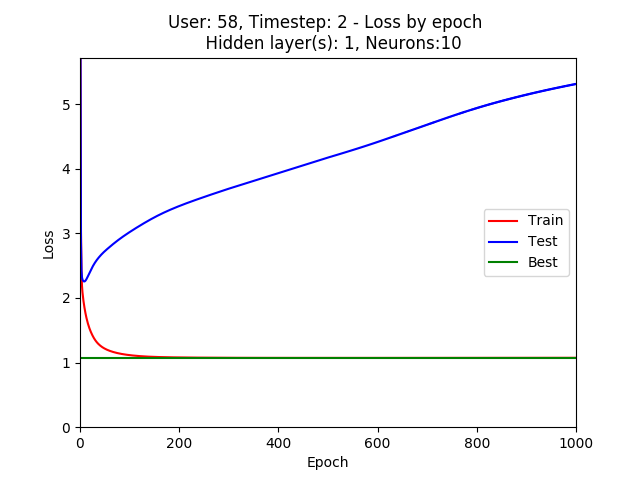 User: 58, Timestep: 2 - Loss by epoch
Hidden layer(s): 1, Neurons:10
5
4
3
2
1
0
Loss
Train
Test
Best
0 200 400 600 800 1000
Epoch